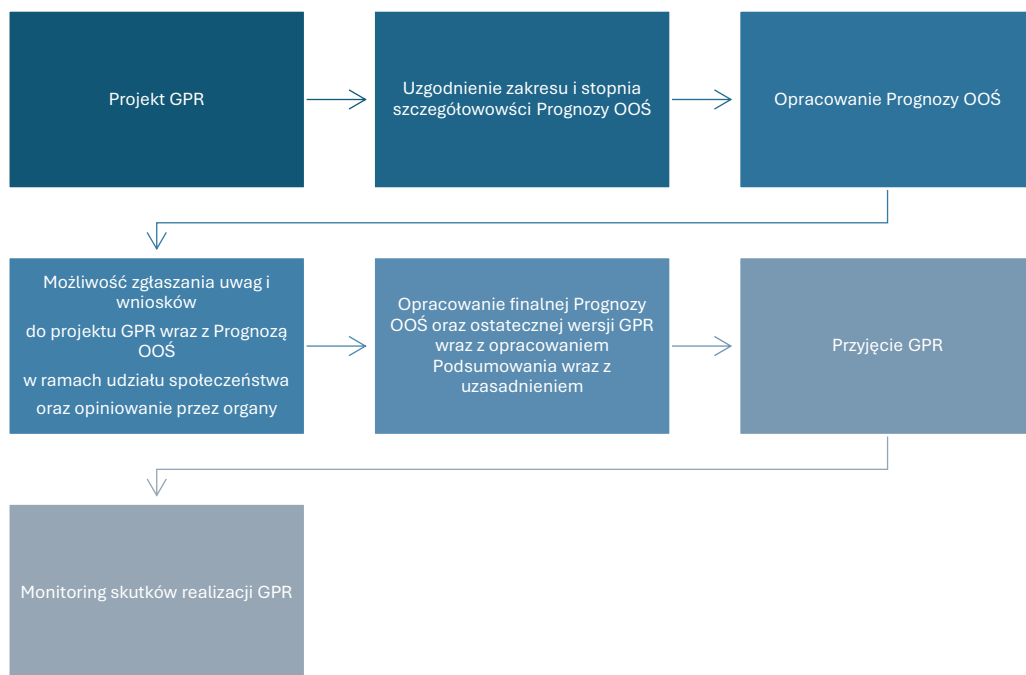 Projekt GPR
Uzgodnienie zakresu i stopnia
szczegółowości Prognozy OOŚ
Opracowanie Prognozy OOŚ
Możliwość zgłaszania uwag i
wniosków
do projektu GPR wraz z Prognozą
OOŚ
w ramach udziału społeczeństwa
oraz opiniowanie przez organy
Opracowanie finalnej Prognozy
OOŚ oraz ostatecznej wersji GPR
wraz z opracowaniem
Podsumowania wraz z
uzasadnieniem
Przyjęcie GPR
Monitoring skutków realizacji GPR